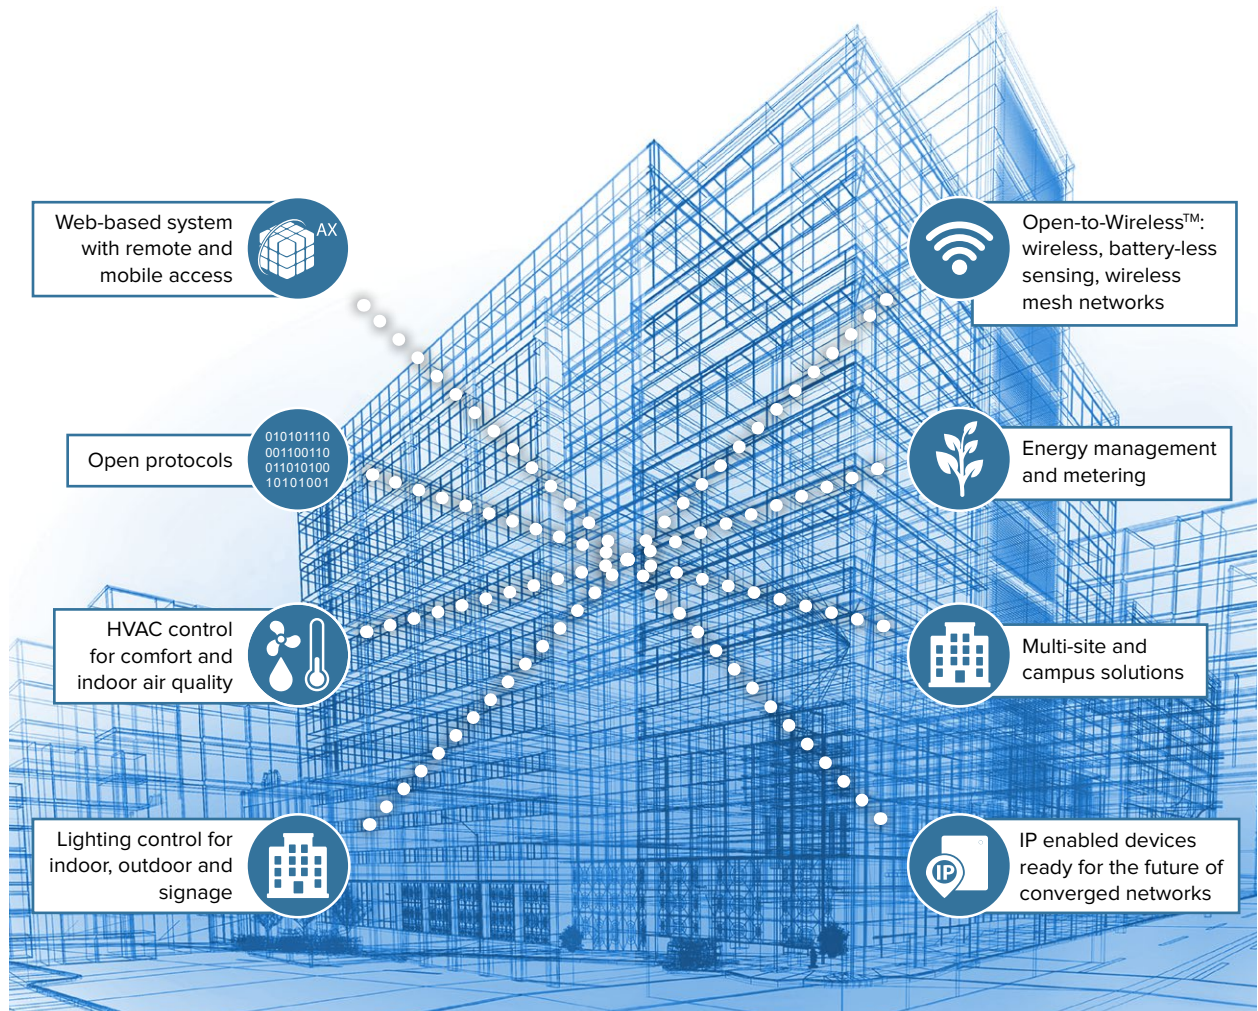 Web-based system
with remote and
mobile access
AX
Open-to-Wireless™:
wireless, battery-less
sensing, wireless
mesh networks
Open protocols
010101110
001100110
011010100
10101001
Energy management
and metering
HVAC control
for comfort and
indoor air quality
Multi-site and
campus solutions
Lighting control for
indoor, outdoor and
signage
IP
IP enabled devices
ready for the future of
converged networks